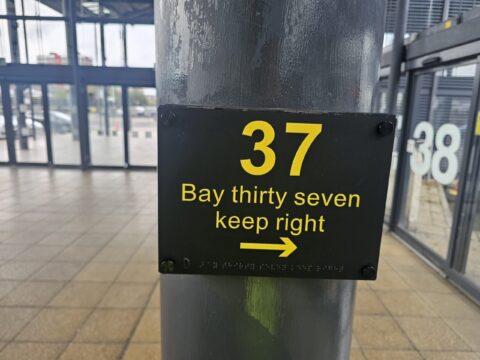 37
Bay thirty seven
keep right
→
38